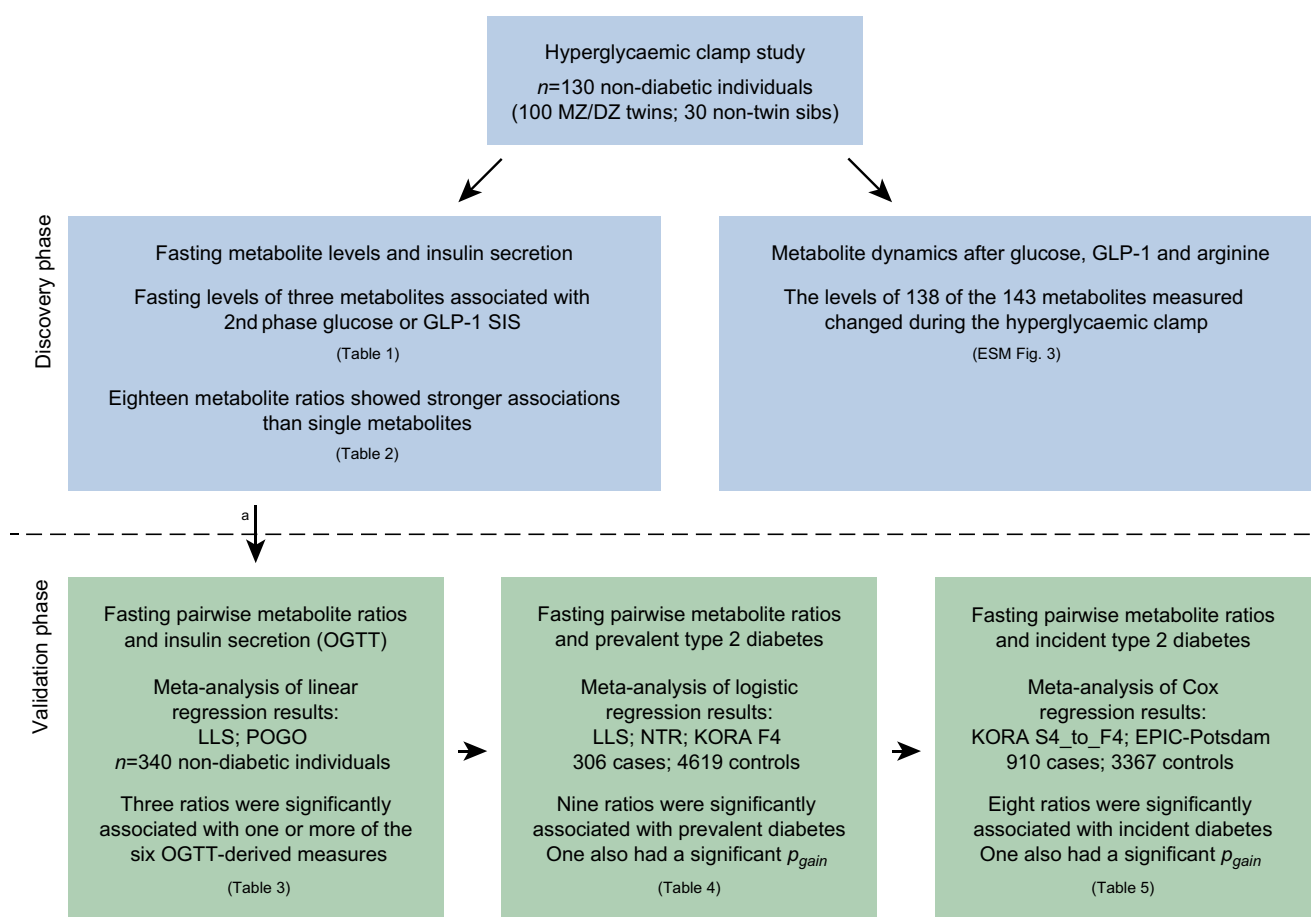 Hyperglycaemic clamp study
n=130 non-diabetic individuals
(100 MZ/DZ twins; 30 non-twin sibs)
Discovery phase
Fasting metabolite levels and insulin secretion
Fasting levels of three metabolites associated with
2nd phase glucose or GLP-1 SIS
(Table 1)
Eighteen metabolite ratios showed stronger associations
than single metabolites
(Table 2)
Metabolite dynamics after glucose, GLP-1 and arginine
The levels of 138 of the 143 metabolites measured
changed during the hyperglycaemic clamp
(ESM Fig. 3)
a
Validation phase
Fasting pairwise metabolite ratios
and insulin secretion (OGTT)
Meta-analysis of linear
regression results:
LLS; POGO
n=340 non-diabetic individuals
Three ratios were significantly
associated with one or more of the
six OGTT-derived measures
(Table 3)
Fasting pairwise metabolite ratios
and prevalent type 2 diabetes
Meta-analysis of logistic
regression results:
LLS; NTR; KORA F4
306 cases; 4619 controls
Nine ratios were significantly
associated with prevalent diabetes
One also had a significant pgain
(Table 4)
Fasting pairwise metabolite ratios
and incident type 2 diabetes
Meta-analysis of Cox
regression results:
KORA S4_to_F4; EPIC-Potsdam
910 cases; 3367 controls
Eight ratios were significantly
associated with incident diabetes
One also had a significant pgain
(Table 5)